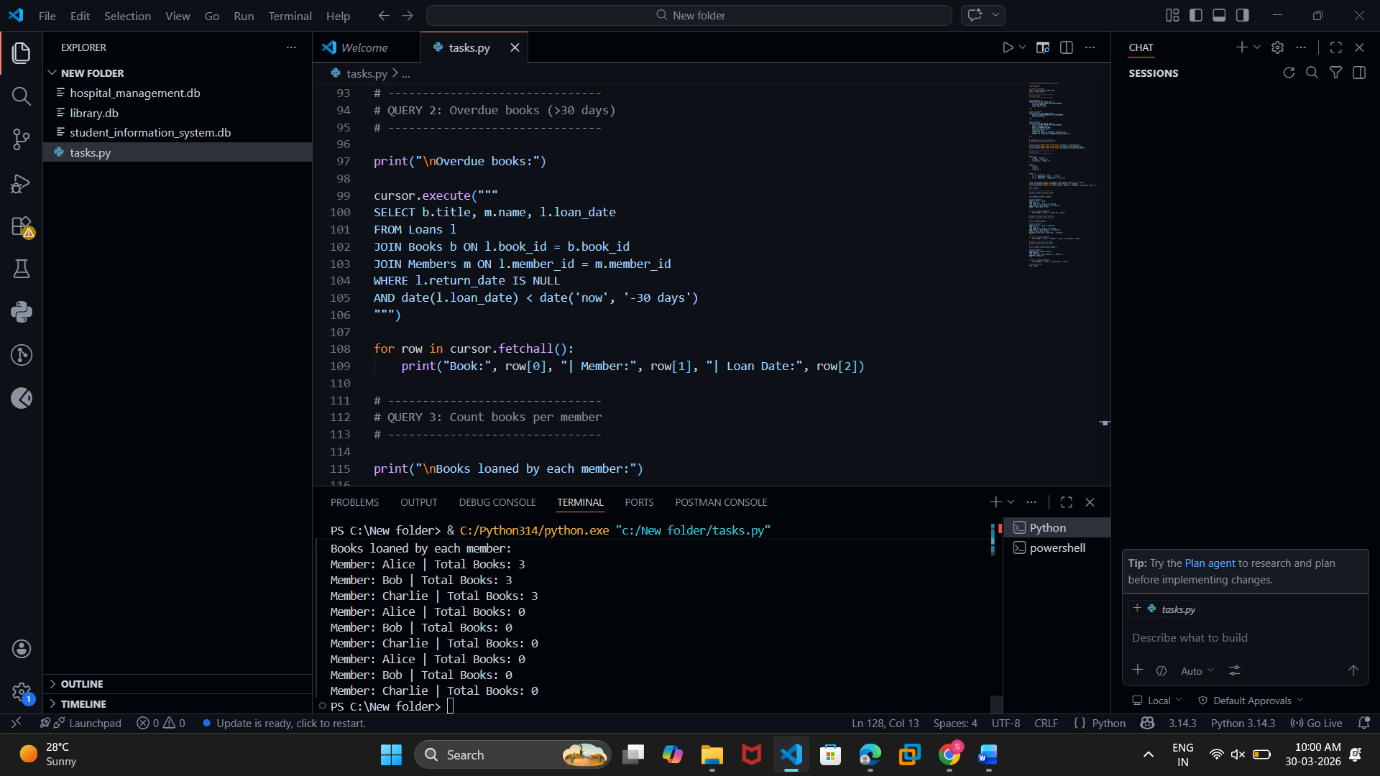 File Edit Selection View Go Run Terminal Help
New folder
EXPLORER
NEW FOLDER
hospital_management.db
library.db
student_information_system.db
tasks.py
OUTLINE
TIMELINE
Welcome
tasks.py
tasks.py > ...
93 # -------------------------------
94 # QUERY 2: Overdue books (>30 days)
95 # -------------------------------
96
97 print("\nOverdue books:")
98
99 cursor.execute("""
100 SELECT b.title, m.name, l.loan_date
101 FROM Loans l
102 JOIN Books b ON l.book_id = b.book_id
103 JOIN Members m ON l.member_id = m.member_id
104 WHERE l.return_date IS NULL
105 AND date(l.loan_date) < date('now', '-30 days')
106 """)
107
108 for row in cursor.fetchall():
109     print("Book:", row[0], "| Member:", row[1], "| Loan Date:", row[2])
110
111 # -------------------------------
112 # QUERY 3: Count books per member
113 # -------------------------------
114
115 print("\nBooks loaned by each member:")
116
PROBLEMS OUTPUT DEBUG CONSOLE TERMINAL PORTS POSTMAN CONSOLE
PS C:\New folder> & C:/Python314/python.exe "c:/New folder/tasks.py"
Books loaned by each member:
Member: Alice | Total Books: 3
Member: Bob | Total Books: 3
Member: Charlie | Total Books: 3
Member: Alice | Total Books: 0
Member: Bob | Total Books: 0
Member: Charlie | Total Books: 0
Member: Alice | Total Books: 0
Member: Bob | Total Books: 0
Member: Charlie | Total Books: 0
PS C:\New folder>
Python
powershell
CHAT
SESSIONS
Tip: Try the Plan agent to research and plan
before implementing changes.
tasks.py
Describe what to build
Auto
Local Default Approvals
Launchpad 0 0 Update is ready, click to restart. Ln 128, Col 13 Spaces: 4 UTF-8 CRLF { } Python 3.14.3 Python 3.14.3 Go Live
1
28°C
Sunny
Search
S
ENG
IN
10:00 AM
30-03-2026